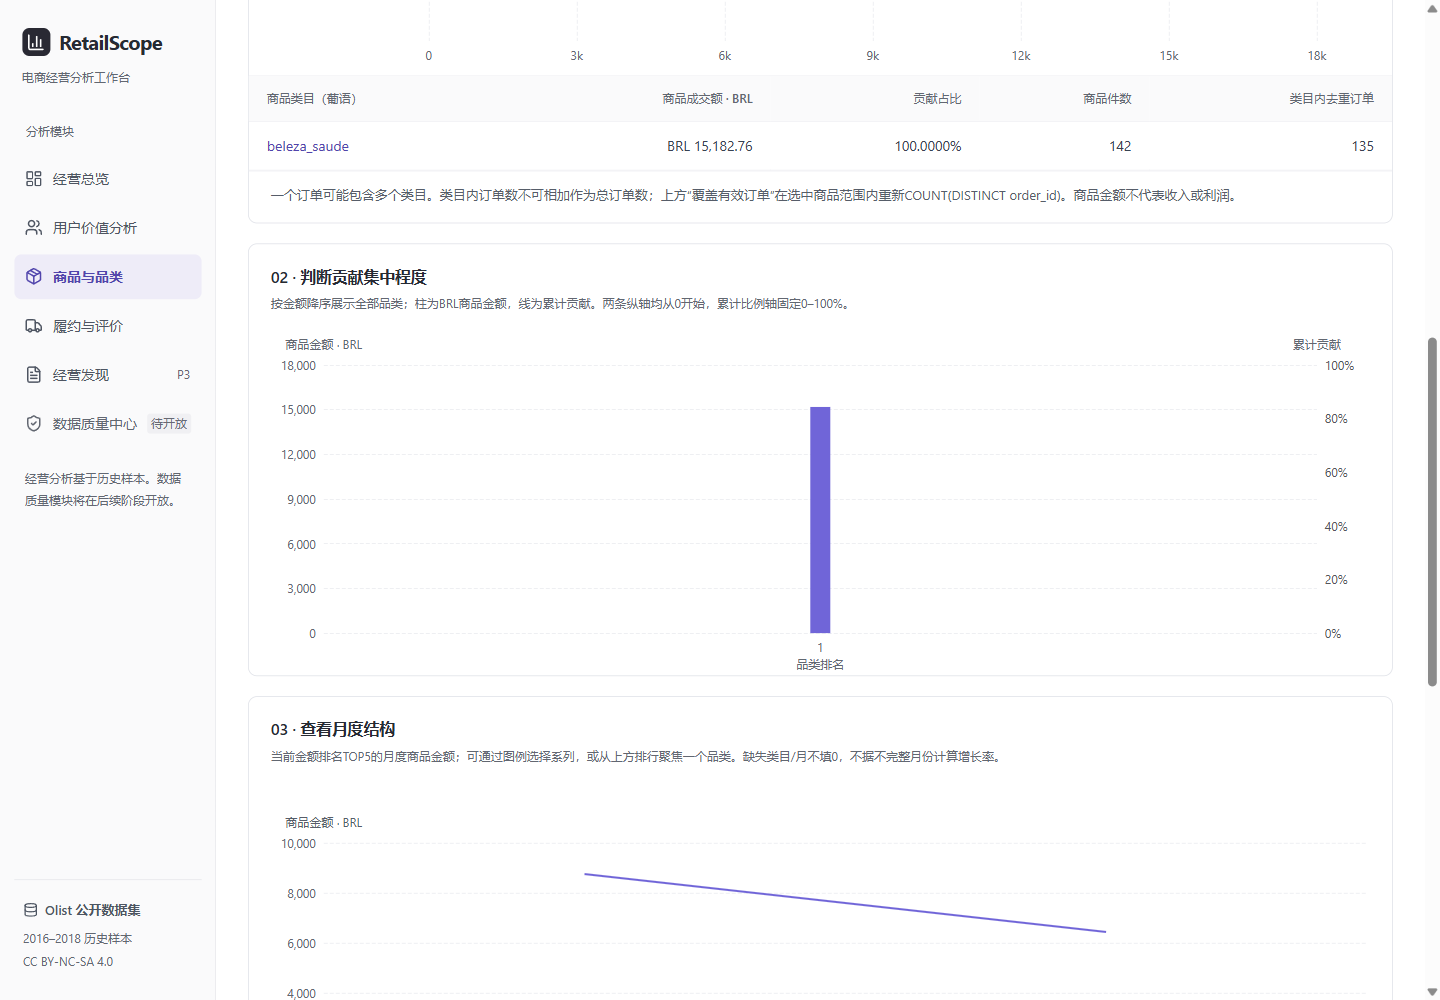 RetailScope
电商经营分析工作台
分析模块
经营总览
用户价值分析
商品与品类
履约与评价
经营发现 P3
数据质量中心 待开放
经营分析基于历史样本。数据
质量模块将在后续阶段开放。
Olist 公开数据集
2016–2018 历史样本
CC BY-NC-SA 4.0
0 3k 6k 9k 12k 15k 18k
商品类目（葡语） 商品成交额 · BRL 贡献占比 商品件数 类目内去重订单
beleza_saude BRL 15,182.76 100.0000% 142 135
一个订单可能包含多个类目。类目内订单数不可相加作为总订单数；上方“覆盖有效订单”在选中商品范围内重新COUNT(DISTINCT order_id)。商品金额不代表收入或利润。
02 · 判断贡献集中程度
按金额降序展示全部品类；柱为BRL商品金额，线为累计贡献。两条纵轴均从0开始，累计比例轴固定0–100%。
商品金额 · BRL 累计贡献
18,000 100%
15,000 80%
12,000 60%
9,000 40%
6,000 20%
3,000 0%
0
1
品类排名
03 · 查看月度结构
当前金额排名TOP5的月度商品金额；可通过图例选择系列，或从上方排行聚焦一个品类。缺失类目/月不填0，不据不完整月份计算增长率。
商品金额 · BRL
10,000
8,000
6,000
4,000